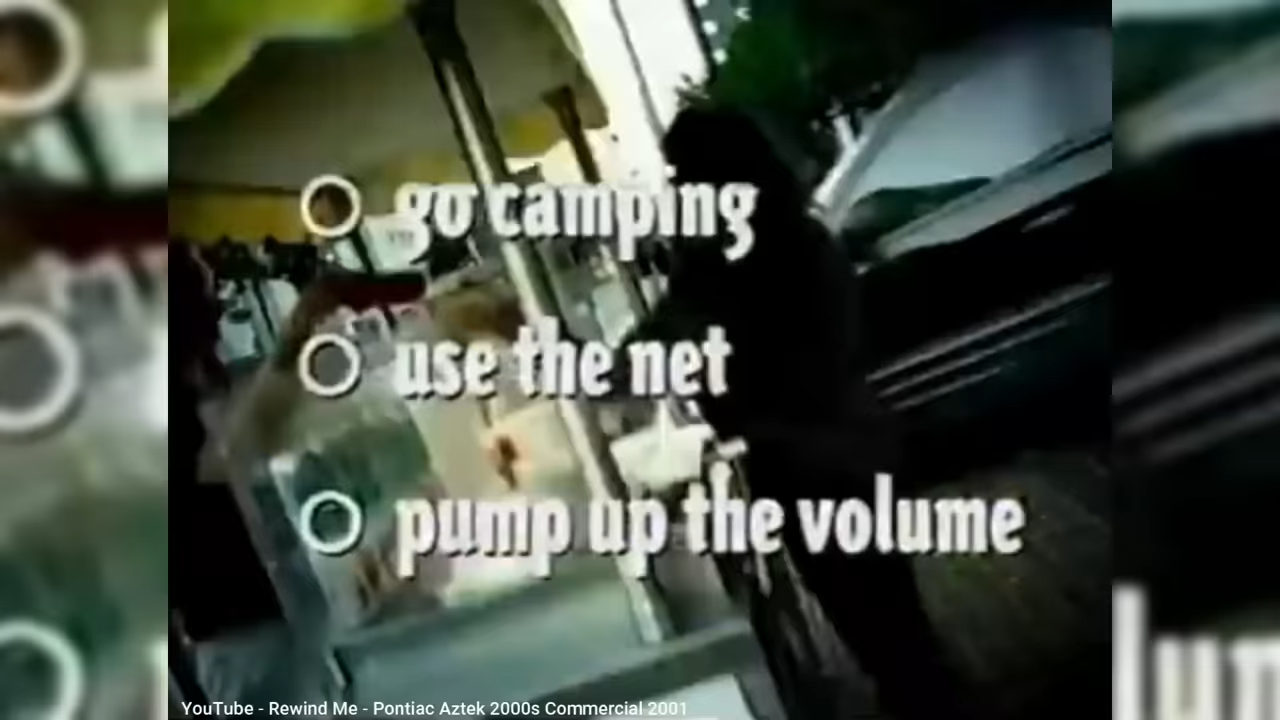 go camping
use the net
pump up the volume
YouTube - Rewind Me - Pontiac Aztek 2000s Commercial 2001